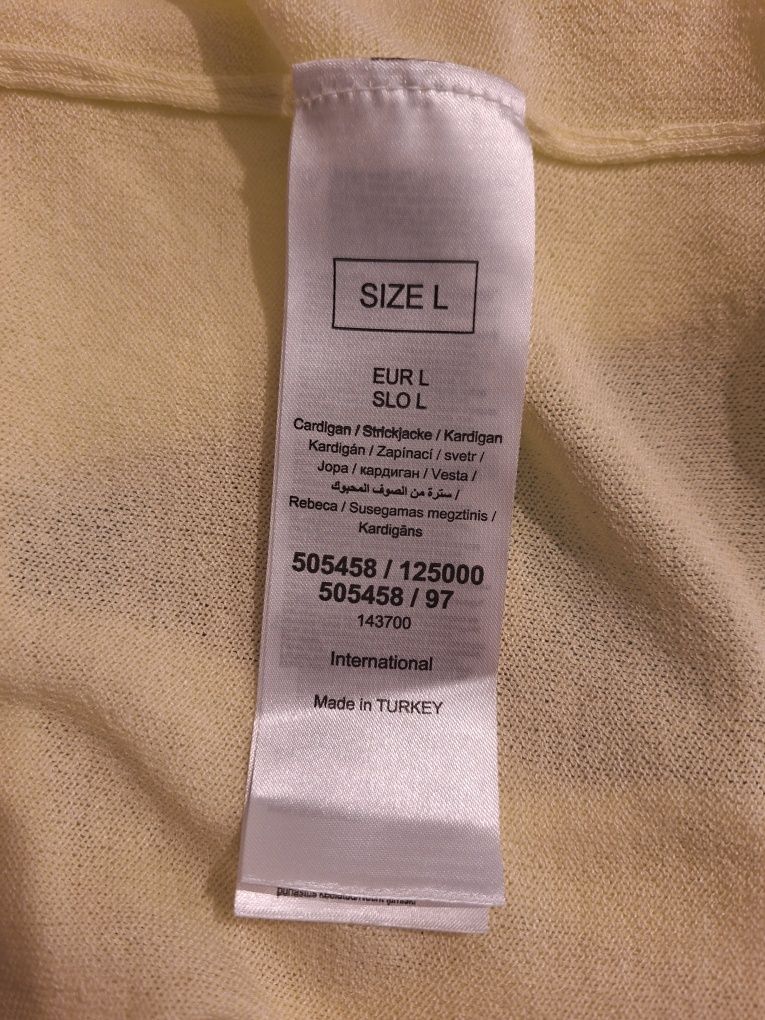 SIZE L
EUR L
SLO L
Cardigan / Strickjacke / Kardigan
Kardigán / Zapínací / svetr /
Jopa / кардиган / Vesta /
سترة من الصوف المحبوك /
Rebeca / Susegamas megztinis /
Kardigāns
505458 / 125000
505458 / 97
143700
International
Made in TURKEY